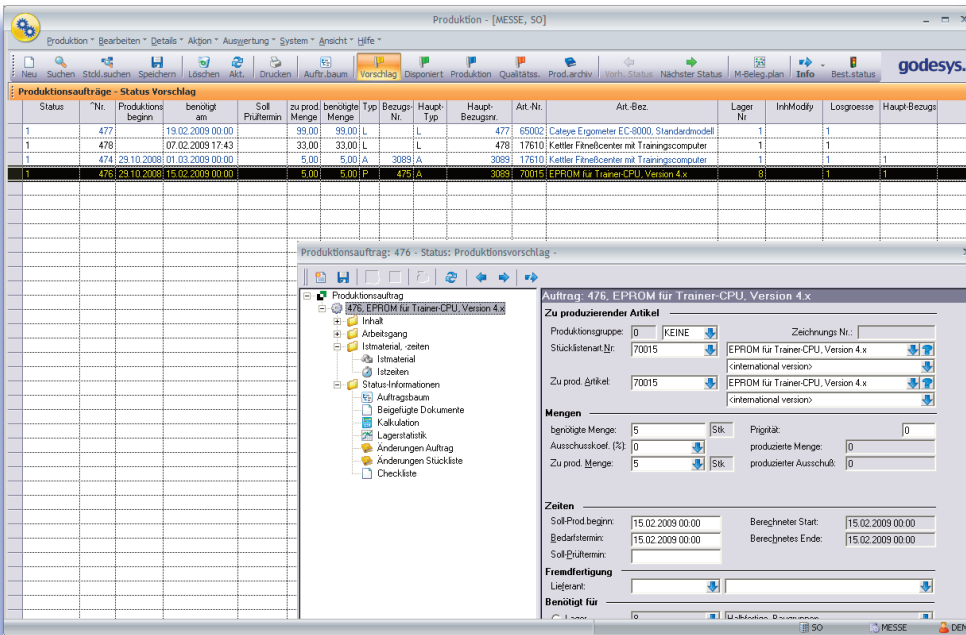 Produktion - [MESSE, SO]
Produktion Bearbeiten Details Aktion Auswertung System Ansicht Hilfe
Neu Suchen Stckl.suchen Speichern Löschen Akt. Drucken Auftr.baum Vorschlag Disponiert Produktion Qualitätss. Prod.archiv Vorh. Status Nächster Status M-Beleg.plan Info Best.status godesys.
Produktionsaufträge - Status Vorschlag
Status ^Nr. Produktions beginn benötigt am Soll Prüftermin zu prod. Menge benötigte Menge Typ Bezugs- Nr. Haupt- Typ Haupt- Bezugsnr. Art.-Nr. Art.-Bez. Lager Nr InhModify Losgroesse Haupt-Bezugs
1 477 19.02.2009 00:00 99,00 99,00 L L 477 65002 Cateye Ergometer EC-8000, Standardmodell 1 1
1 478 07.02.2009 17:43 33,00 33,00 L L 478 17610 Kettler Fitneßcenter mit Trainingscomputer 1 1
1 474 29.10.2008 01.03.2009 00:00 5,00 5,00 A 3089 A 3089 17610 Kettler Fitneßcenter mit Trainingscomputer 1 1 1
1 476 29.10.2008 15.02.2009 00:00 5,00 5,00 P 475 A 3089 70015 EPROM für Trainer-CPU, Version 4.x 8 1 1
Produktionsauftrag: 476 - Status: Produktionsvorschlag -
Produktionsauftrag
476, EPROM für Trainer-CPU, Version 4.x
Inhalt
Arbeitsgang
Istmaterial, -zeiten
Istmaterial
Istzeiten
Status-Informationen
Auftragsbaum
Beigefügte Dokumente
Kalkulation
Lagerstatistik
Änderungen Auftrag
Änderungen Stückliste
Checkliste
Auftrag: 476, EPROM für Trainer-CPU, Version 4.x
Zu produzierender Artikel
Produktionsgruppe: 0 KEINE Zeichnungs Nr.:
Stücklistenart.Nr: 70015 EPROM für Trainer-CPU, Version 4.x
<international version>
Zu prod. Artikel: 70015 EPROM für Trainer-CPU, Version 4.x
<international version>
Mengen
benötigte Menge: 5 Stk Priorität: 0
Ausschusskoef. (%): 0 produzierte Menge: 0
Zu prod. Menge: 5 Stk produzierter Ausschuß: 0
Zeiten
Soll-Prod.beginn: 15.02.2009 00:00 Berechneter Start: 15.02.2009 00:00
Bedarfstermin: 15.02.2009 00:00 Berechnetes Ende: 15.02.2009 00:00
Soll-Prüftermin:
Fremdfertigung
Lieferant:
Benötigt für
Lager 8 Halbfertige Baugruppen
SO MESSE DEN